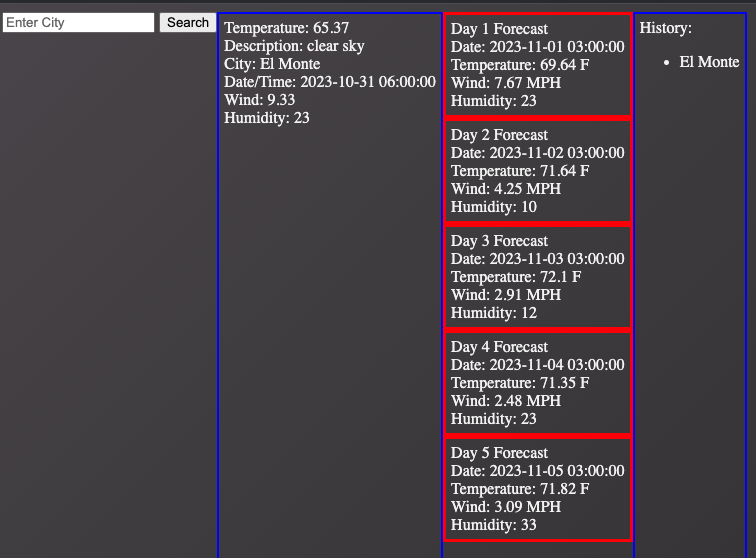 Enter City
Search
Temperature: 65.37
Description: clear sky
City: El Monte
Date/Time: 2023-10-31 06:00:00
Wind: 9.33
Humidity: 23
Day 1 Forecast
Date: 2023-11-01 03:00:00
Temperature: 69.64 F
Wind: 7.67 MPH
Humidity: 23
Day 2 Forecast
Date: 2023-11-02 03:00:00
Temperature: 71.64 F
Wind: 4.25 MPH
Humidity: 10
Day 3 Forecast
Date: 2023-11-03 03:00:00
Temperature: 72.1 F
Wind: 2.91 MPH
Humidity: 12
Day 4 Forecast
Date: 2023-11-04 03:00:00
Temperature: 71.35 F
Wind: 2.48 MPH
Humidity: 23
Day 5 Forecast
Date: 2023-11-05 03:00:00
Temperature: 71.82 F
Wind: 3.09 MPH
Humidity: 33
History:
• El Monte